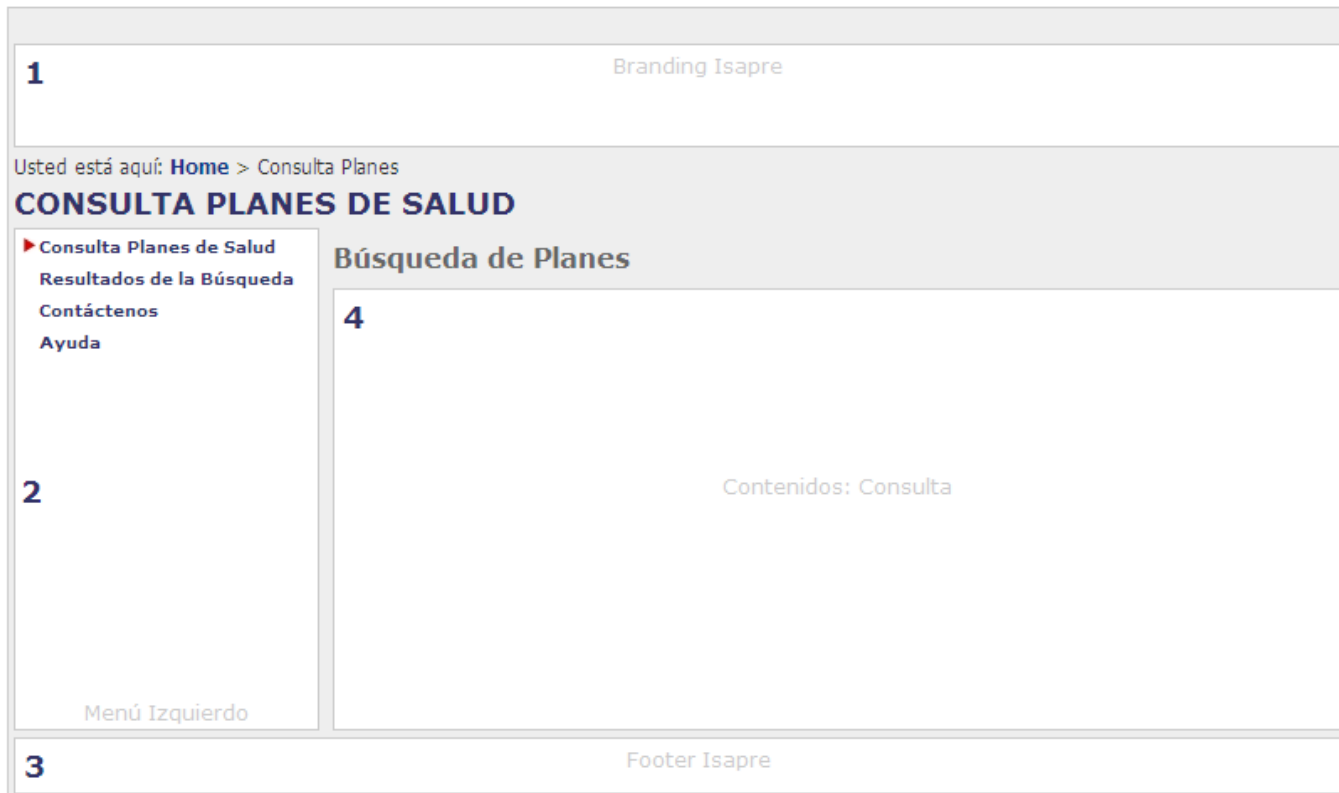 1
Branding Isapre
Usted está aquí: Home > Consulta Planes
CONSULTA PLANES DE SALUD
Consulta Planes de Salud
Resultados de la Búsqueda
Contáctenos
Ayuda
2
Menú Izquierdo
Búsqueda de Planes
4
Contenidos: Consulta
3
Footer Isapre